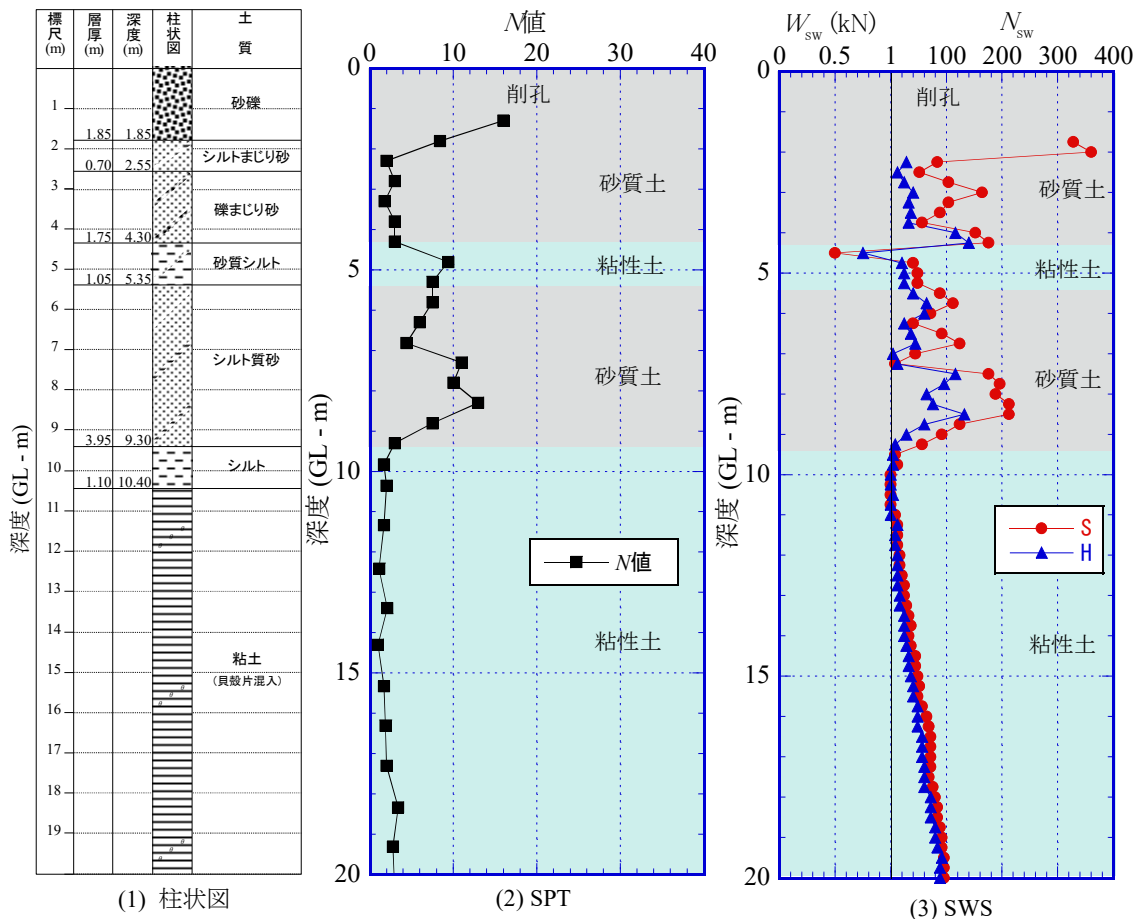 標尺(m) 層厚(m) 深度(m) 柱状図 土質
1 砂礫
1.85 1.85
2 シルトまじり砂
0.70 2.55
3
礫まじり砂
4
1.75 4.30
砂質シルト
5
1.05 5.35
6
7 シルト質砂
8
9
3.95 9.30
10 シルト
1.10 10.40
11
12
13
14
粘土
15 (貝殻片混入)
16
17
18
19
(1) 柱状図
N値
0 10 20 30 40
0
5
10
15
20
深度 (GL - m)
削孔
砂質土
粘性土
砂質土
N値
粘性土
(2) SPT
Wsw (kN) Nsw
0 0.5 1 100 200 300 400
0
5
10
15
20
深度 (GL - m)
削孔
砂質土
粘性土
砂質土
S
H
粘性土
(3) SWS
深度 (GL - m)